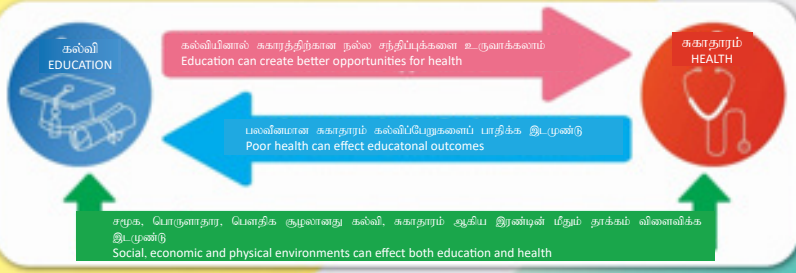 கல்வி
EDUCATION
கல்வியினால் சுகாரத்திற்கான நல்ல சந்திப்புக்களை உருவாக்கலாம்
Education can create better opportunities for health
சுகாதாரம்
HEALTH
பலவீனமான சுகாதாரம் கல்விப்பேறுகளைப் பாதிக்க இடமுண்டு
Poor health can effect educatonal outcomes
சமூக, பொருளாதார, பௌதிக சூழலானது கல்வி, சுகாதாரம் ஆகிய இரண்டின் மீதும் தாக்கம் விளைவிக்க
இடமுண்டு
Social, economic and physical environments can effect both education and health